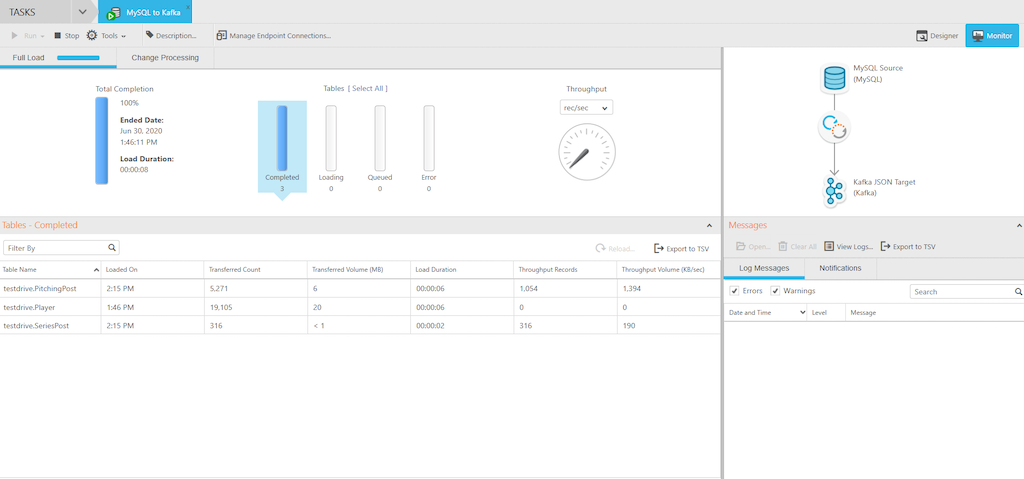 TASKS
MySQL to Kafka
x
Run
Stop
Tools
Description...
Manage Endpoint Connections...
Designer
Monitor
Full Load
Change Processing
Total Completion
100%
Ended Date:
Jun 30, 2020
1:46:11 PM
Load Duration:
00:00:08
Tables [ Select All ]
Completed
3
Loading
0
Queued
0
Error
0
Throughput
rec/sec
MySQL Source
(MySQL)
Kafka JSON Target
(Kafka)
Tables - Completed
Filter By
Reload...
Export to TSV
Table Name Loaded On Transferred Count Transferred Volume (MB) Load Duration Throughput Records Throughput Volume (KB/sec)
testdrive.PitchingPost 2:15 PM 5,271 6 00:00:06 1,054 1,394
testdrive.Player 1:46 PM 19,105 20 00:00:06 0 0
testdrive.SeriesPost 2:15 PM 316 < 1 00:00:02 316 190
Messages
Open...
Clear All
View Logs...
Export to TSV
Log Messages
Notifications
Errors
Warnings
Search
Date and Time Level Message